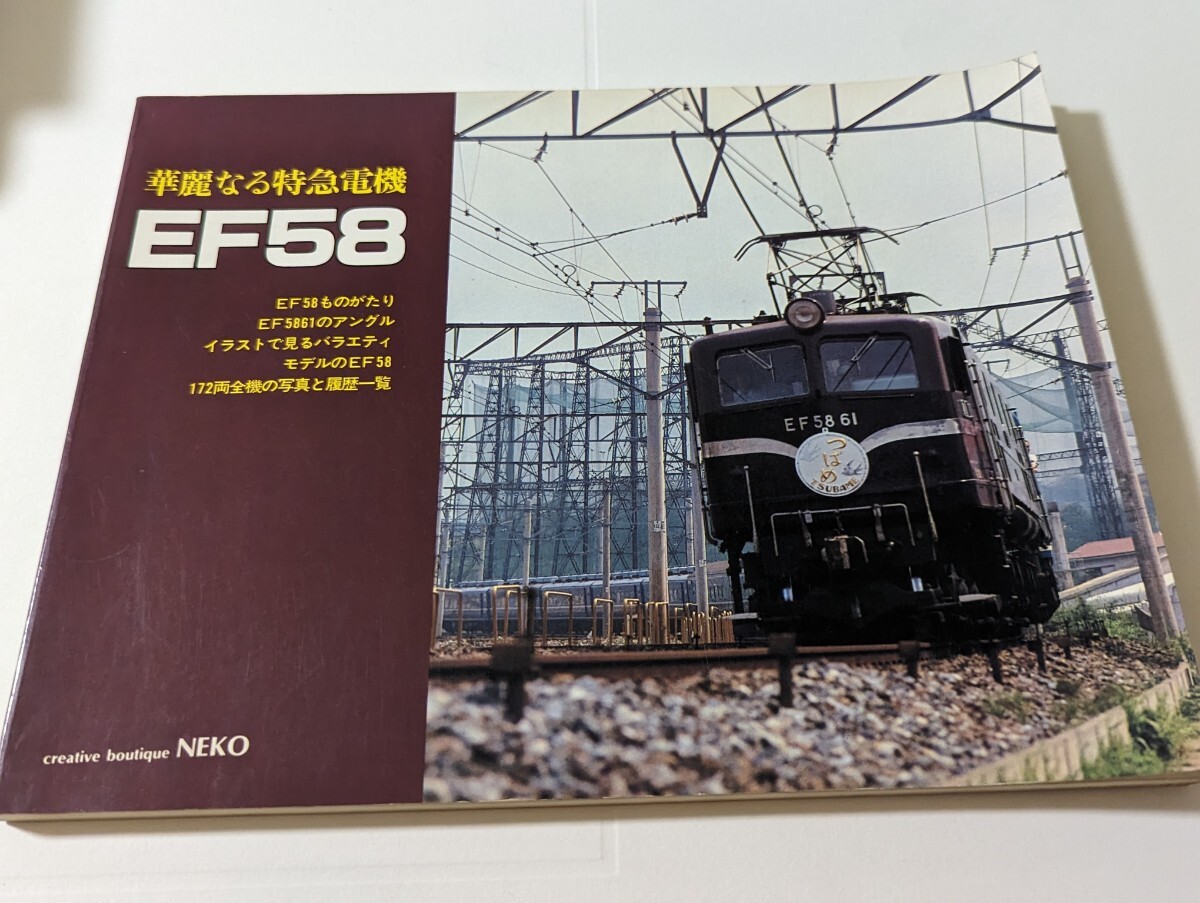 華麗なる特急電機
EF58
EF58ものがたり
EF5861のアングル
イラストで見るバラエティ
モデルのEF58
172両全機の写真と履歴一覧
creative boutique NEKO
EF 58 61
つばめ
TSUBAME